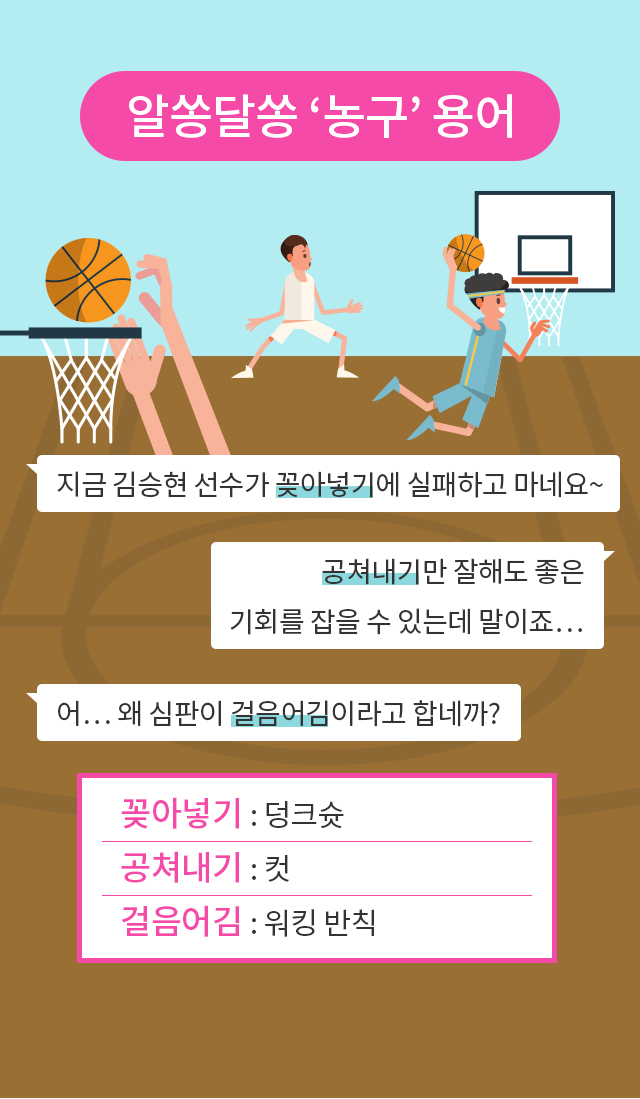 알쏭달쏭 ‘농구’ 용어
지금 김승현 선수가 꽂아넣기에 실패하고 마네요~
공쳐내기만 잘해도 좋은
기회를 잡을 수 있는데 말이죠...
어... 왜 심판이 걸음어김이라고 합네까?
꽂아넣기 : 덩크슛
공쳐내기 : 컷
걸음어김 : 워킹 반칙